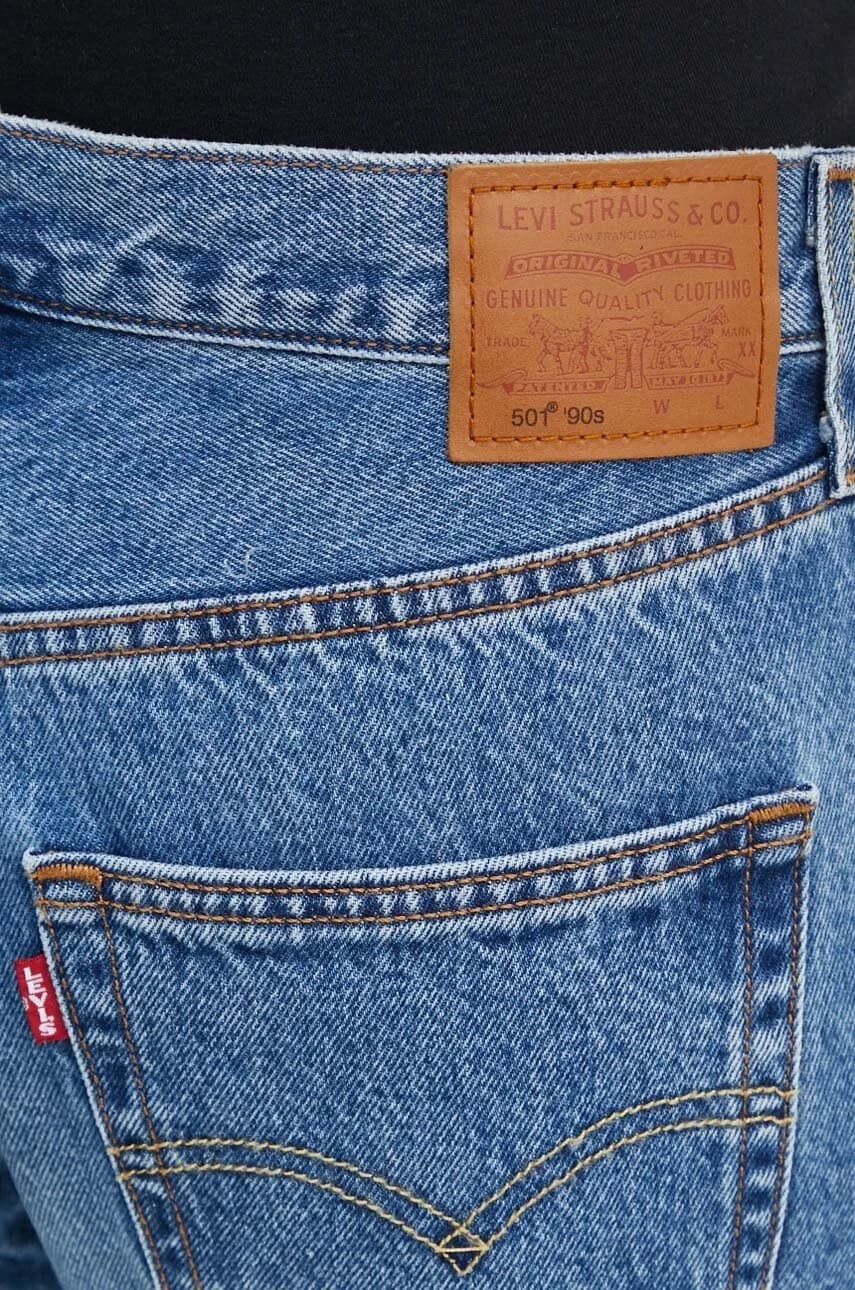 LEVI STRAUSS & CO.
SAN FRANCISCO CAL.
ORIGINAL RIVETED
GENUINE QUALITY CLOTHING
TRADE MARK
XX
PATENTED MAY 20 1873
501® '90s W L
LEVI'S